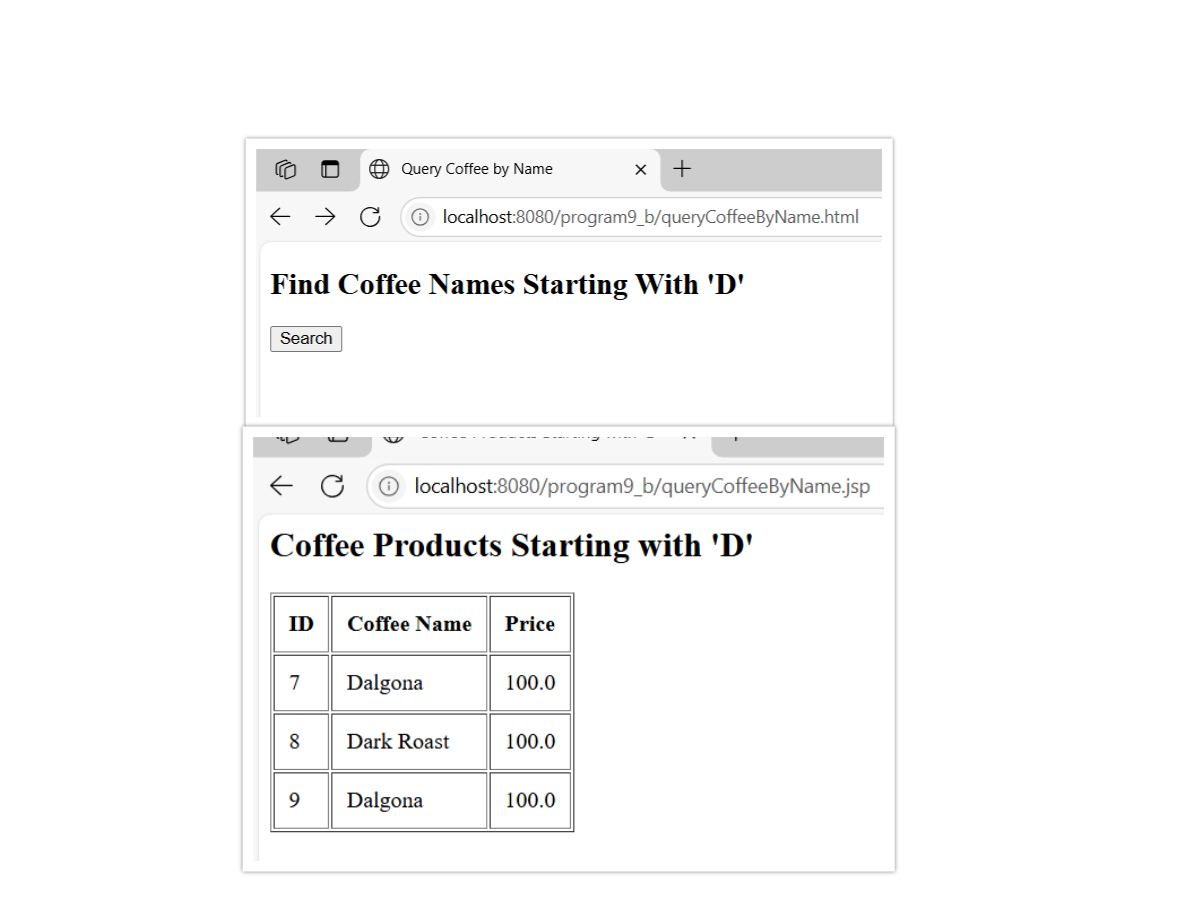 Query Coffee by Name
localhost:8080/program9_b/queryCoffeeByName.html
Find Coffee Names Starting With 'D'
Search
localhost:8080/program9_b/queryCoffeeByName.jsp
Coffee Products Starting with 'D'
ID Coffee Name Price
7 Dalgona 100.0
8 Dark Roast 100.0
9 Dalgona 100.0